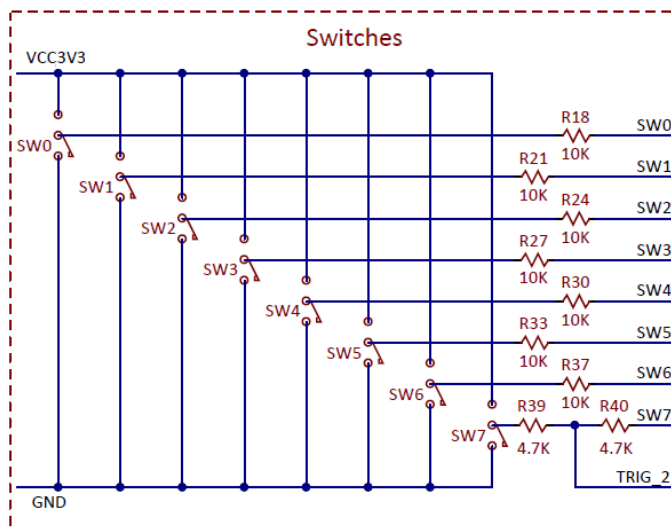 Switches
VCC3V3
R18
SW0
SW0
10K
R21
SW1
SW1
10K
R24
SW2
SW2
10K
R27
SW3
SW3
10K
R30
SW4
SW4
10K
R33
SW5
SW5
10K
R37
SW6
SW6
10K
R39
R40
SW7
SW7
4.7K
4.7K
TRIG_2
GND